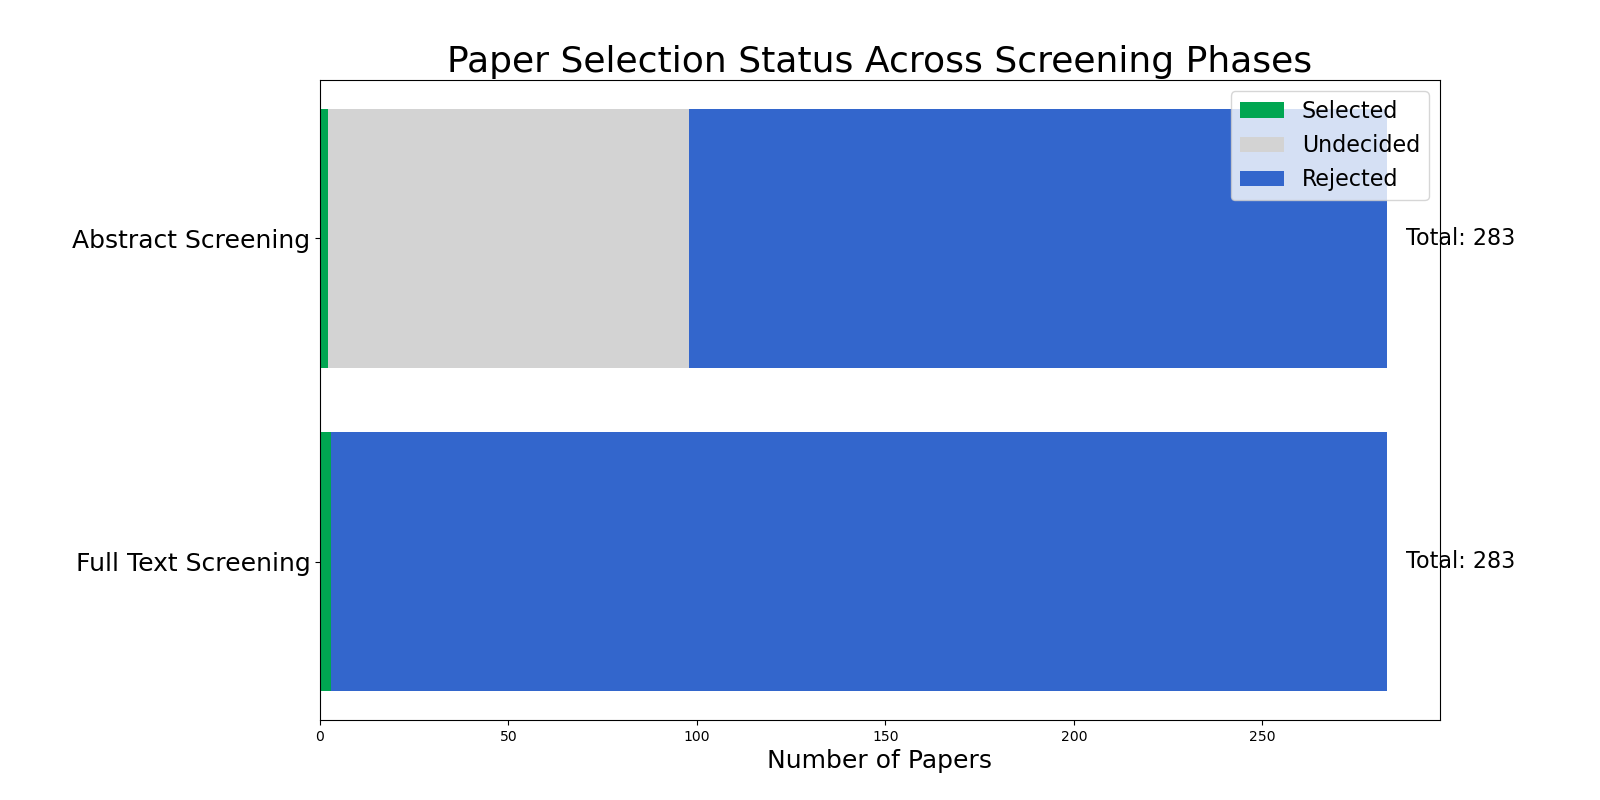 Paper Selection Status Across Screening Phases
Selected
Undecided
Rejected
Abstract Screening
Total: 283
Full Text Screening
Total: 283
0 50 100 150 200 250
Number of Papers